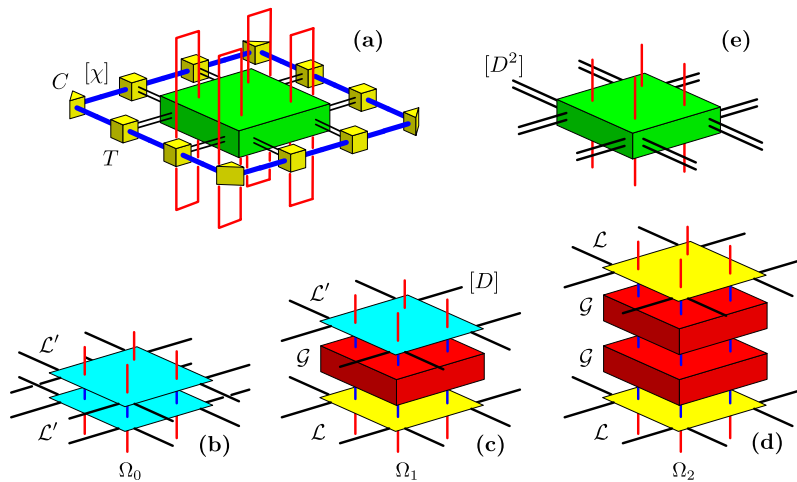 (a)
(e)
C [χ]
[D²]
T
ℒ
ℒ′ [D]
𝒢
ℒ′
𝒢
𝒢
ℒ′
ℒ
ℒ
(b)
(c)
(d)
Ω₀
Ω₁
Ω₂